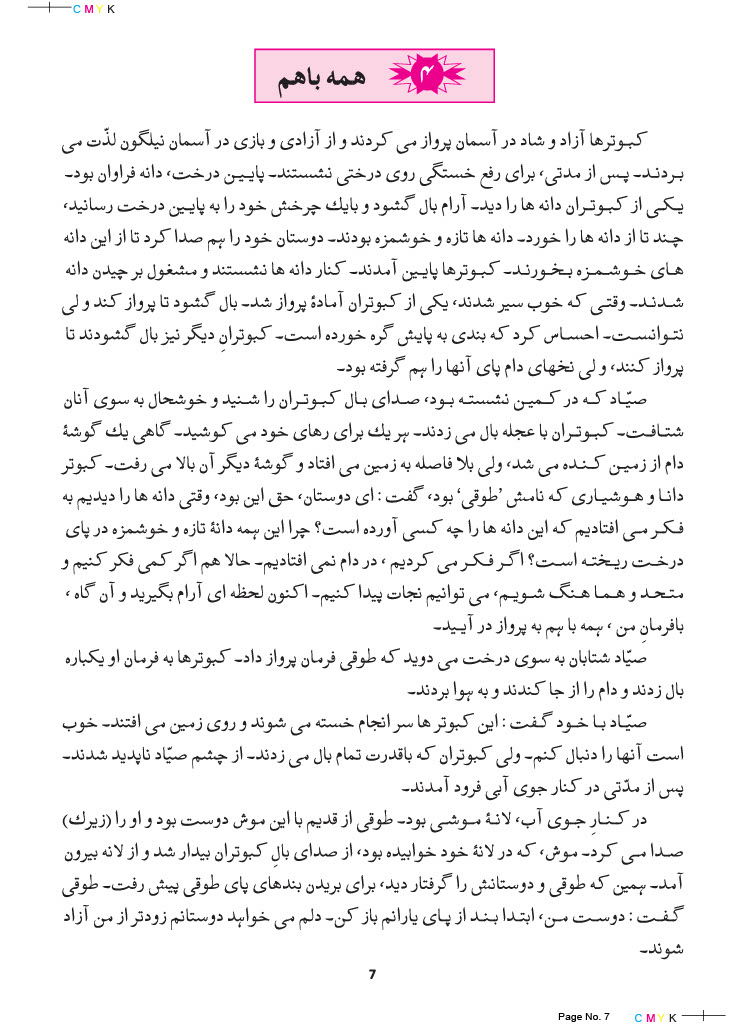 C M Y K
۴ همه باهم
کبوترها آزاد و شاد در آسمان پرواز می کردند و از آزادی و بازی در آسمان نیلگون لذّت می
بردند۔ پس از مدتی، برای رفع خستگی روی درختی نشستند۔ پایین درخت، دانه فراوان بود۔
یکی از کبوتران دانه ها را دید۔ آرام بال گشود و بایك چرخش خود را به پایین درخت رسانید،
چند تا از دانه ها را خورد۔ دانه ها تازه و خوشمزه بودند۔ دوستان خود را هم صدا کرد تا از این دانه
های خوشمزه بخورند۔ کبوترها پایین آمدند۔ کنار دانه ها نشستند و مشغول بر چیدن دانه
شدند۔ وقتی که خوب سیر شدند، یکی از کبوتران آمادۀ پرواز شد۔ بال گشود تا پرواز کند و لی
نتوانست۔ احساس کرد که بندی به پایش گره خورده است۔ کبوترانِ دیگر نیز بال گشودند تا
پرواز کنند، و لی نخهای دام پای آنها را هم گرفته بود۔
صیّاد که در کمین نشسته بود، صدای بال کبوتران را شنید و خوشحال به سوی آنان
شتافت۔ کبوتران با عجله بال می زدند۔ هر یك برای رهای خود می کوشید۔ گاهی یك گوشۀ
دام از زمین کنده می شد، ولی بلا فاصله به زمین می افتاد و گوشۀ دیگر آن بالا می رفت۔ کبوتر
دانا و هوشیاری که نامش ’طوقی‘ بود، گفت : ای دوستان، حق این بود، وقتی دانه ها را دیدیم به
فکر می افتادیم که این دانه ها را چه کسی آورده است؟ چرا این همه دانۀ تازه و خوشمزه در پای
درخت ریخته است؟ اگر فکر می کردیم ، در دام نمی افتادیم۔ حالا هم اگر کمی فکر کنیم و
متحد و هما هنگ شویم، می توانیم نجات پیدا کنیم۔ اکنون لحظه ای آرام بگیرید و آن گاه ،
بافرمانِ من ، همه با هم به پرواز در آیید۔
صیّاد شتابان به سوی درخت می دوید که طوقی فرمان پرواز داد۔ کبوترها به فرمان او یکباره
بال زدند و دام را از جا کندند و به هوا بردند۔
صیّاد با خود گفت : این کبوتر ها سر انجام خسته می شوند و روی زمین می افتند۔ خوب
است آنها را دنبال کنم۔ ولی کبوتران که باقدرت تمام بال می زدند۔ از چشم صیّاد ناپدید شدند۔
پس از مدّتی در کنار جوی آبی فرود آمدند۔
در کنارِ جوی آب، لانۀ موشی بود۔ طوقی از قدیم با این موش دوست بود و او را (زیرك)
صدا می کرد۔ موش، که در لانۀ خود خوابیده بود، از صدای بالِ کبوتران بیدار شد و از لانه بیرون
آمد۔ همین که طوقی و دوستانش را گرفتار دید، برای بریدن بندهای پای طوقی پیش رفت۔ طوقی
گفت : دوست من، ابتدا بند از پای یارانم باز کن۔ دلم می خواهد دوستانم زودتر از من آزاد
شوند۔
7
Page No. 7 C M Y K